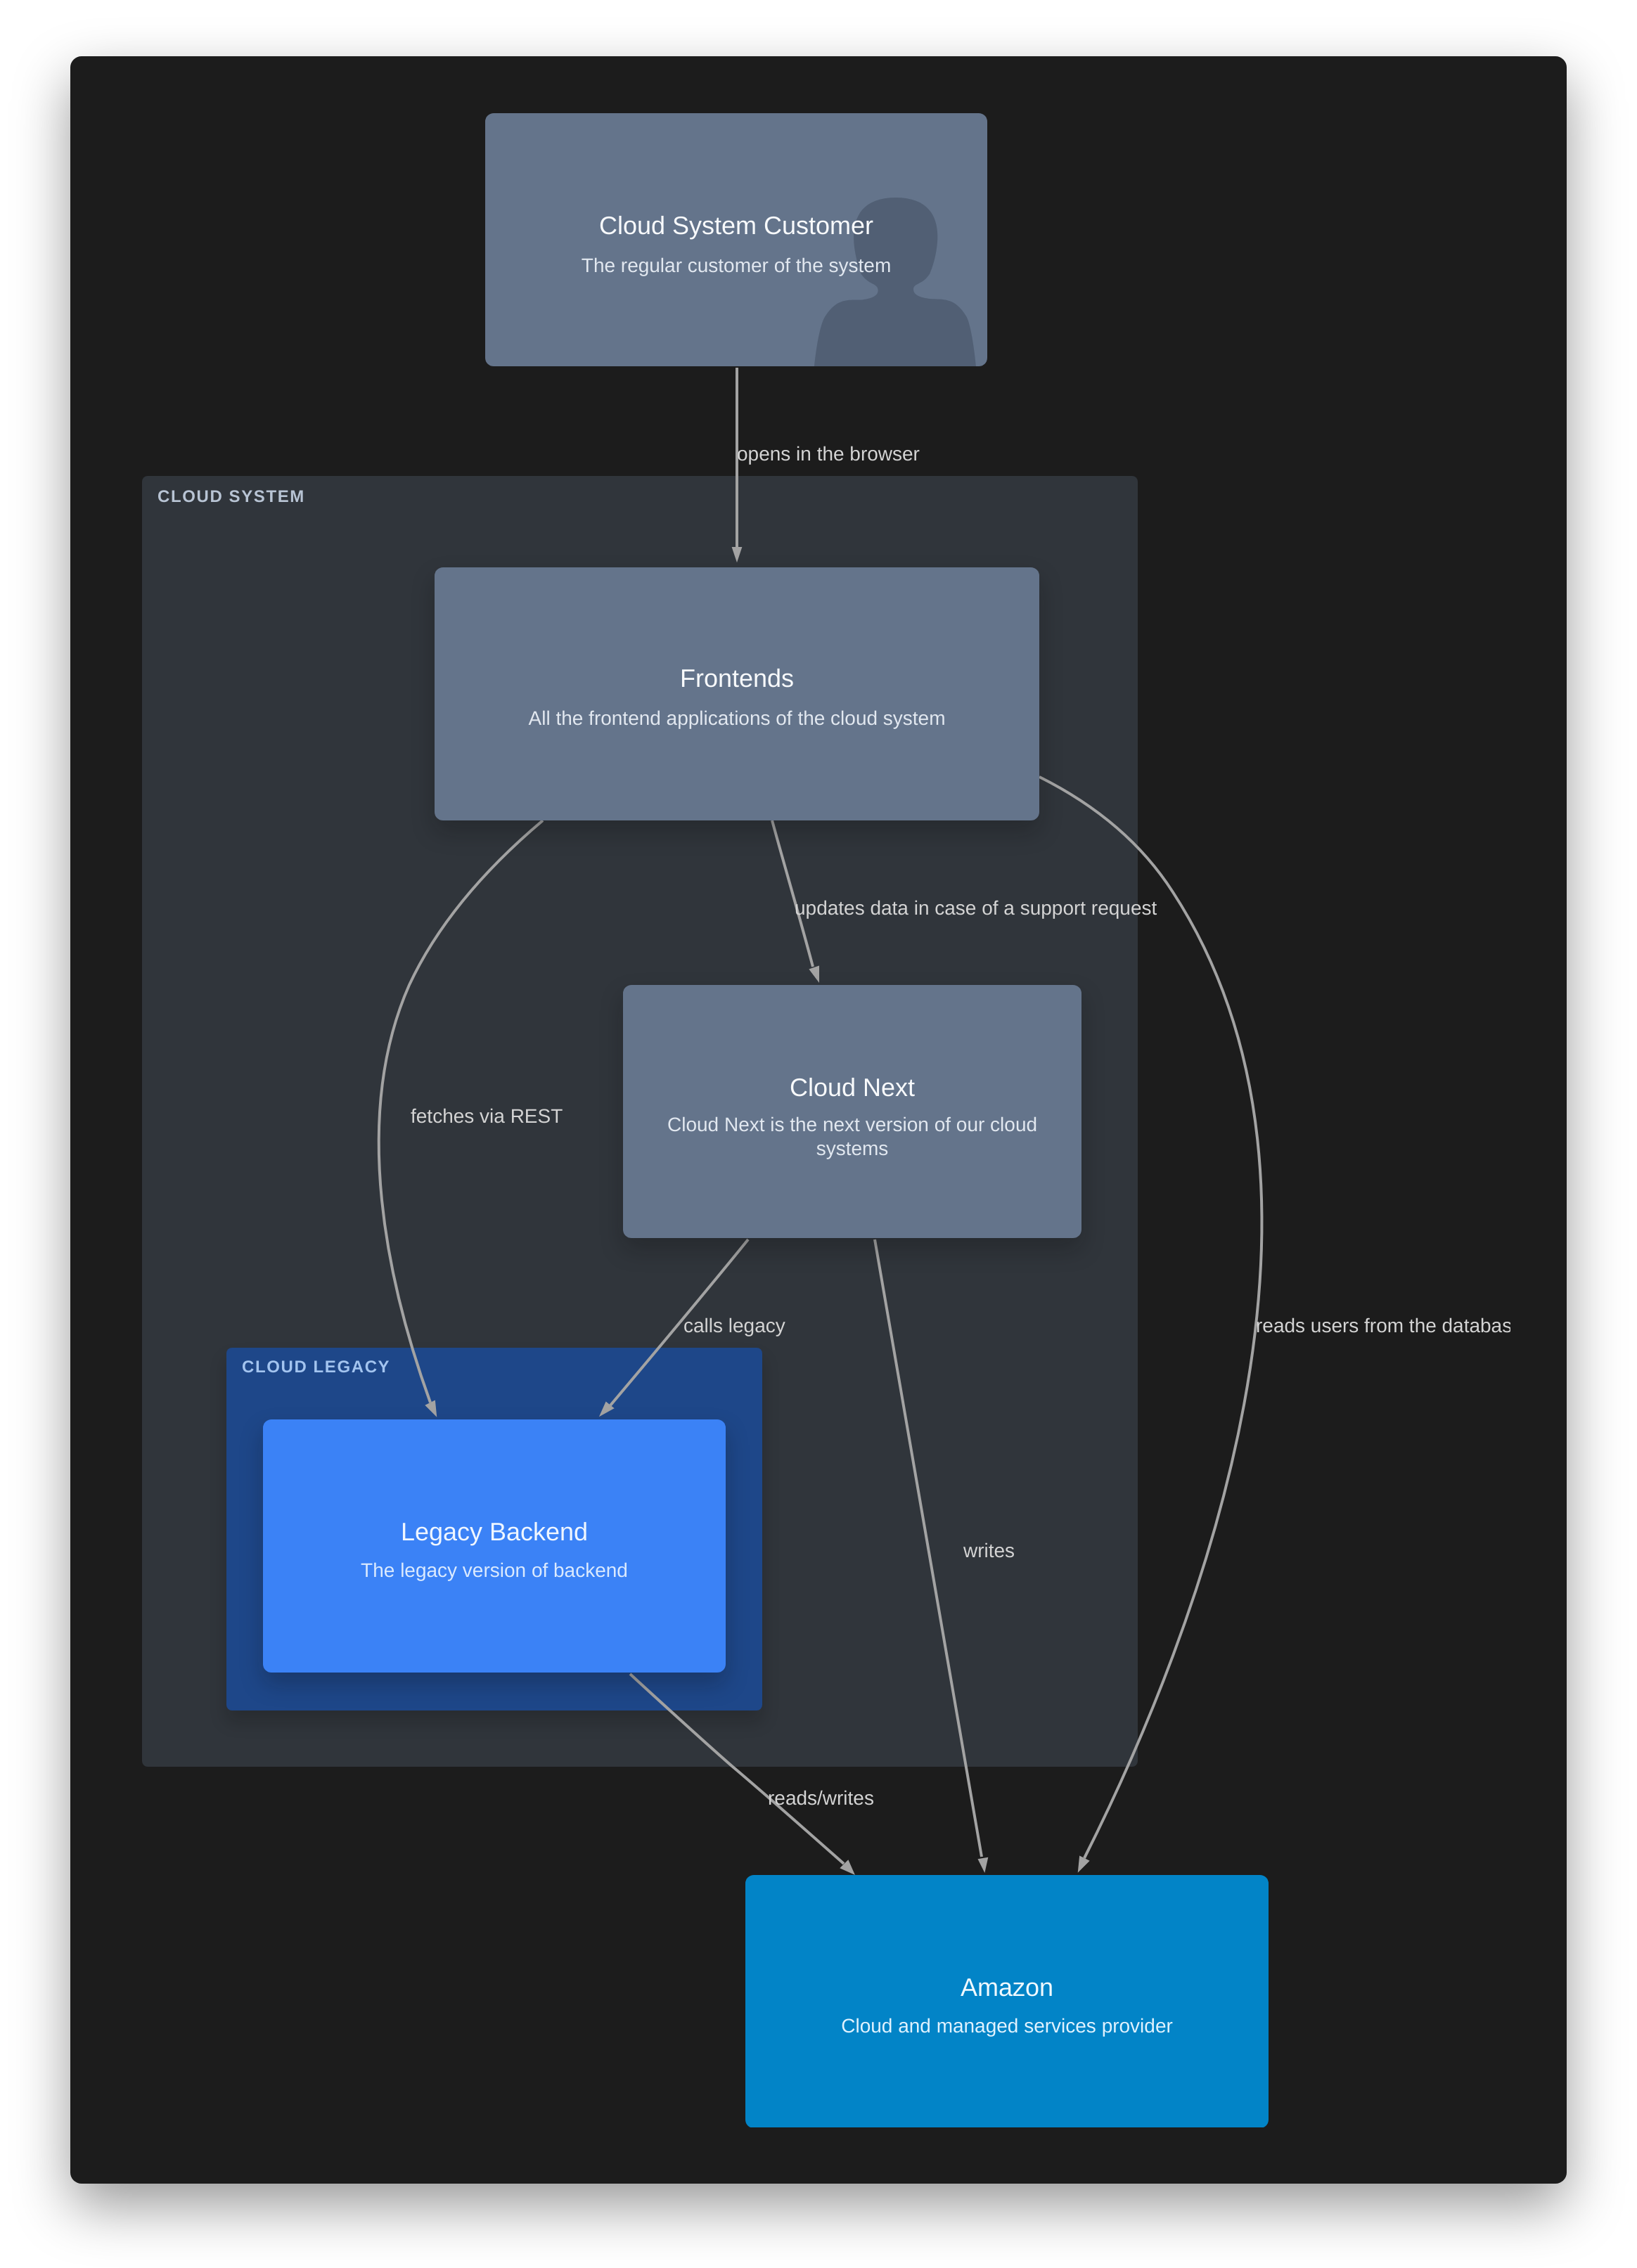 Cloud System Customer
The regular customer of the system
opens in the browser
CLOUD SYSTEM
Frontends
All the frontend applications of the cloud system
updates data in case of a support request
Cloud Next
Cloud Next is the next version of our cloud
systems
fetches via REST
calls legacy
reads users from the databas
CLOUD LEGACY
Legacy Backend
The legacy version of backend
writes
reads/writes
Amazon
Cloud and managed services provider